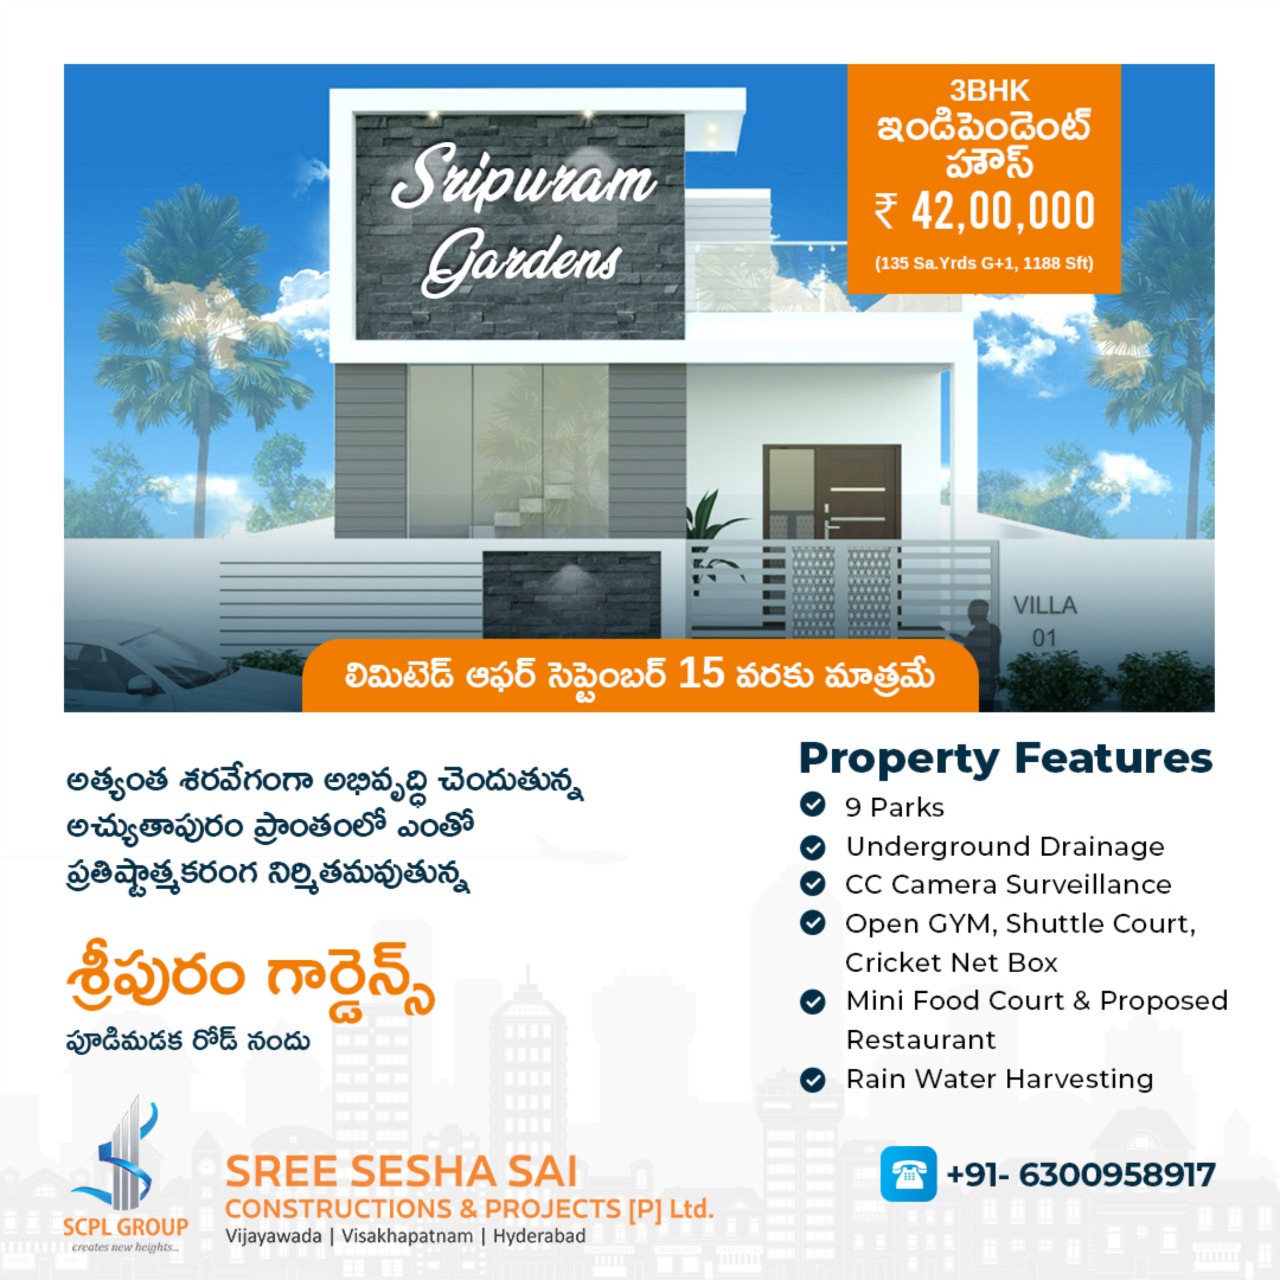 Sripuram
Gardens
3BHK
ఇండిపెండెంట్
హౌస్
₹ 42,00,000
(135 Sa.Yrds G+1, 1188 Sft)
VILLA
01
లిమిటెడ్ ఆఫర్ సెప్టెంబర్ 15 వరకు మాత్రమే
అత్యంత శరవేగంగా అభివృద్ధి చెందుతున్న
అచ్యుతాపురం ప్రాంతంలో ఎంతో
ప్రతిష్టాత్మకరంగ నిర్మితమవుతున్న
శ్రీపురం గార్డెన్స్
పూడిమడక రోడ్ నందు
Property Features
9 Parks
Underground Drainage
CC Camera Surveillance
Open GYM, Shuttle Court,
Cricket Net Box
Mini Food Court & Proposed
Restaurant
Rain Water Harvesting
SCPL GROUP
creates new heights...
SREE SESHA SAI
CONSTRUCTIONS & PROJECTS [P] Ltd.
Vijayawada | Visakhapatnam | Hyderabad
+91- 6300958917